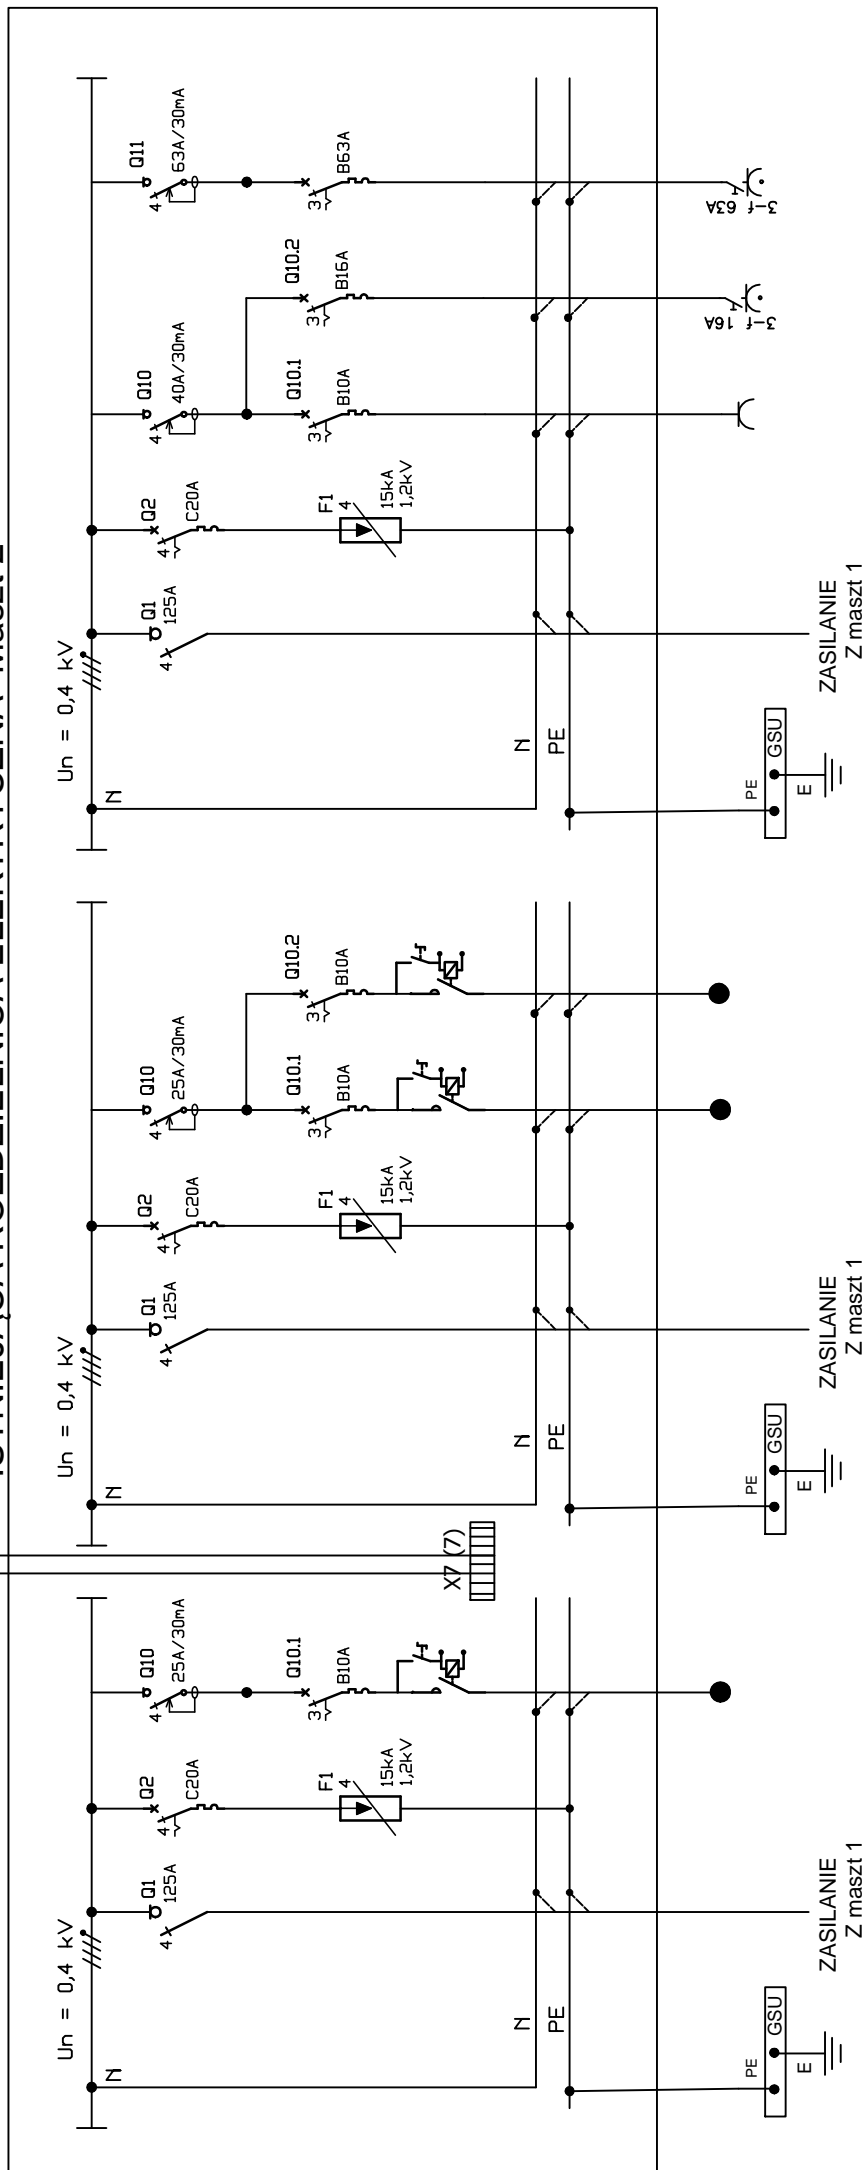 Un = 0,4 kV
N
Q1
125A
4
Q2
C20A
4
F1
4
15kA
1,2kV
Q10
25A/30mA
4
Q10.1
B10A
3
N
PE
PE
GSU
E
ZASILANIE
Z maszt 1
X7 (7)
Un = 0,4 kV
N
Q1
125A
4
Q2
C20A
4
F1
4
15kA
1,2kV
Q10
25A/30mA
4
Q10.1
B10A
3
Q10.2
B10A
3
N
PE
PE
GSU
E
ZASILANIE
Z maszt 1
Un = 0,4 kV
N
Q1
125A
4
Q2
C20A
4
F1
4
15kA
1,2kV
Q10
40A/30mA
4
Q10.1
B10A
3
Q10.2
B16A
3
Q11
63A/30mA
4
B63A
3
N
PE
PE
GSU
E
ZASILANIE
Z maszt 1
3-f 16A
3-f 63A